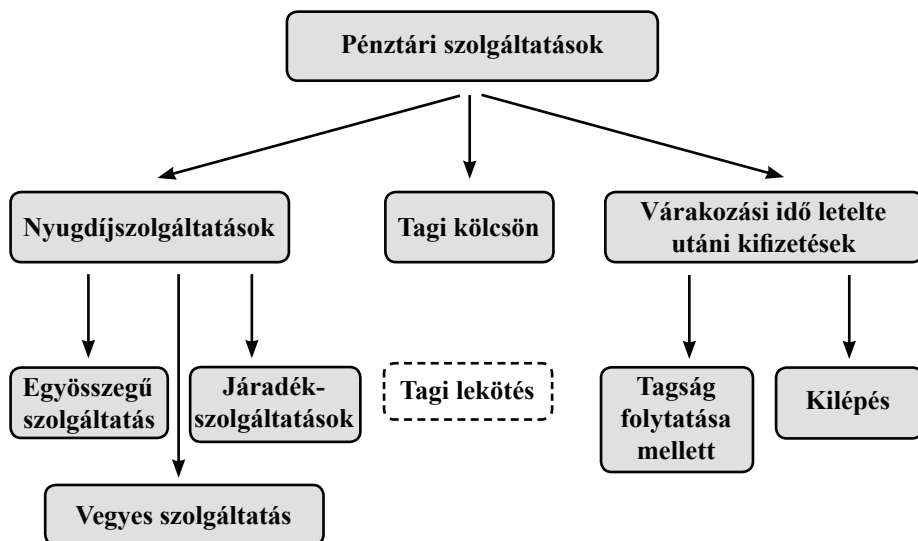 Pénztári szolgáltatások
Nyugdíjszolgáltatások
Tagi kölcsön
Várakozási idő letelte
utáni kifizetések
Egyösszegű
szolgáltatás
Járadék-
szolgáltatások
Tagi lekötés
Tagság
folytatása
mellett
Kilépés
Vegyes szolgáltatás